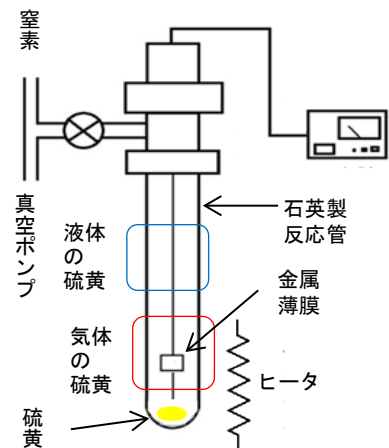 窒素
真空ポンプ
液体
の
硫黄
気体
の
硫黄
硫
黄
石英製
反応管
金属
薄膜
ヒータ